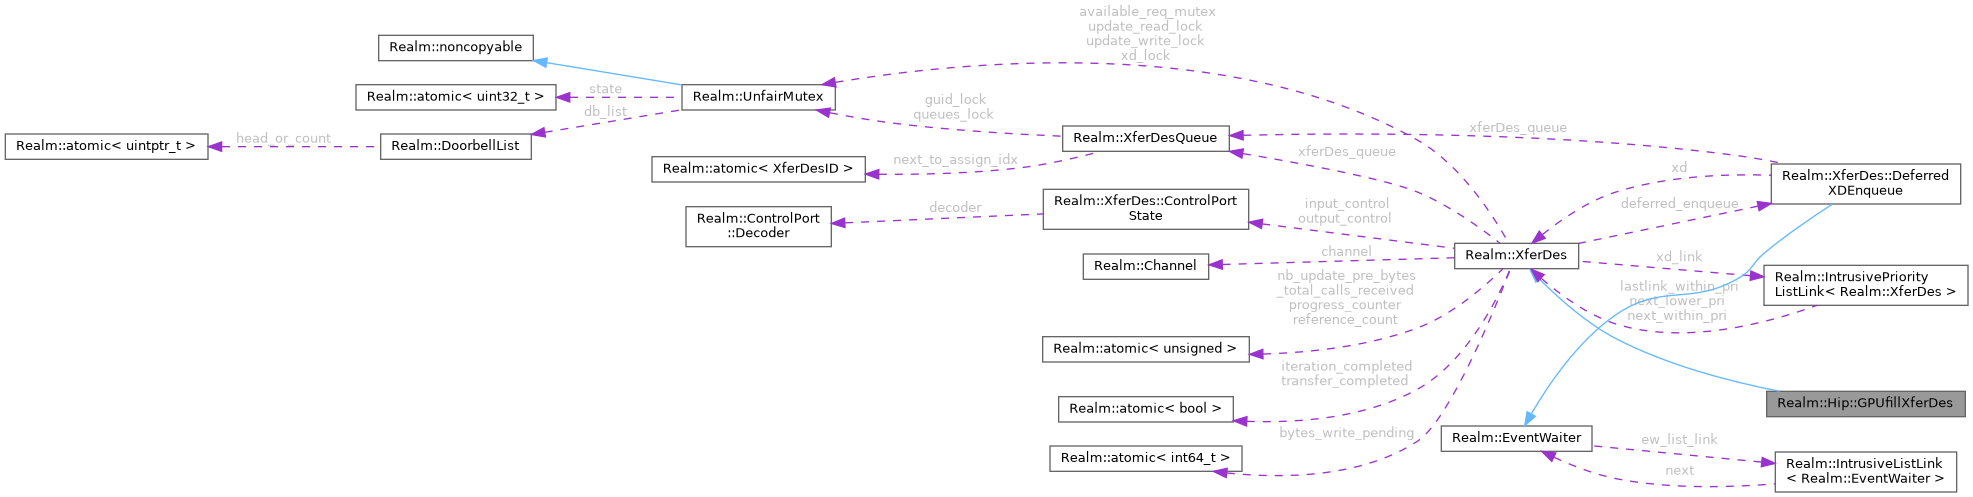 available_req_mutex
update_read_lock
update_write_lock
xd_lock
Realm::noncopyable
Realm::atomic< uint32_t >
state
Realm::UnfairMutex
db_list
guid_lock
queues_lock
Realm::atomic< uintptr_t >
head_or_count
Realm::DoorbellList
Realm::XferDesQueue
xferDes_queue
Realm::atomic< XferDesID >
next_to_assign_idx
xferDes_queue
xd
Realm::XferDes::Deferred
XDEnqueue
Realm::ControlPort
::Decoder
decoder
Realm::XferDes::ControlPort
State
input_control
output_control
deferred_enqueue
Realm::Channel
channel
Realm::XferDes
xd_link
Realm::IntrusivePriority
ListLink< Realm::XferDes >
nb_update_pre_bytes
_total_calls_received
progress_counter
reference_count
lastlink_within_pri
next_lower_pri
next_within_pri
Realm::atomic< unsigned >
iteration_completed
transfer_completed
Realm::atomic< bool >
Realm::Hip::GPUfillXferDes
bytes_write_pending
Realm::atomic< int64_t >
Realm::EventWaiter
ew_list_link
next
Realm::IntrusiveListLink
< Realm::EventWaiter >